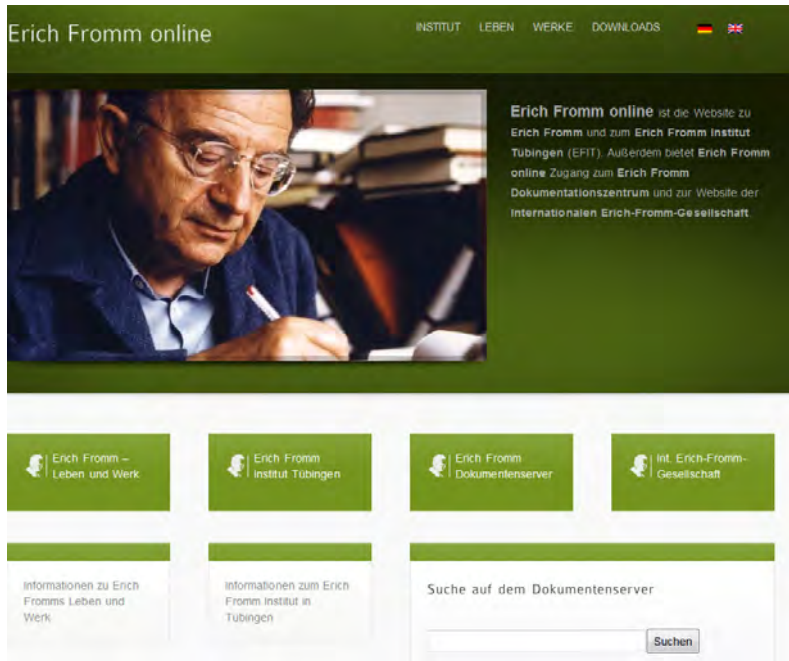 Erich Fromm online
INSTITUT LEBEN WERKE DOWNLOADS
Erich Fromm online ist die Website zu
Erich Fromm und zum Erich Fromm Institut
Tübingen (EFIT). Außerdem bietet Erich Fromm
online Zugang zum Erich Fromm
Dokumentationszentrum und zur Website der
Internationalen Erich-Fromm-Gesellschaft.
Erich Fromm –
Leben und Werk
Erich Fromm
Institut Tübingen
Erich Fromm
Dokumentenserver
Int. Erich-Fromm-
Gesellschaft
Informationen zu Erich
Fromms Leben und
Werk
Informationen zum Erich
Fromm Institut in
Tübingen
Suche auf dem Dokumentenserver
Suchen